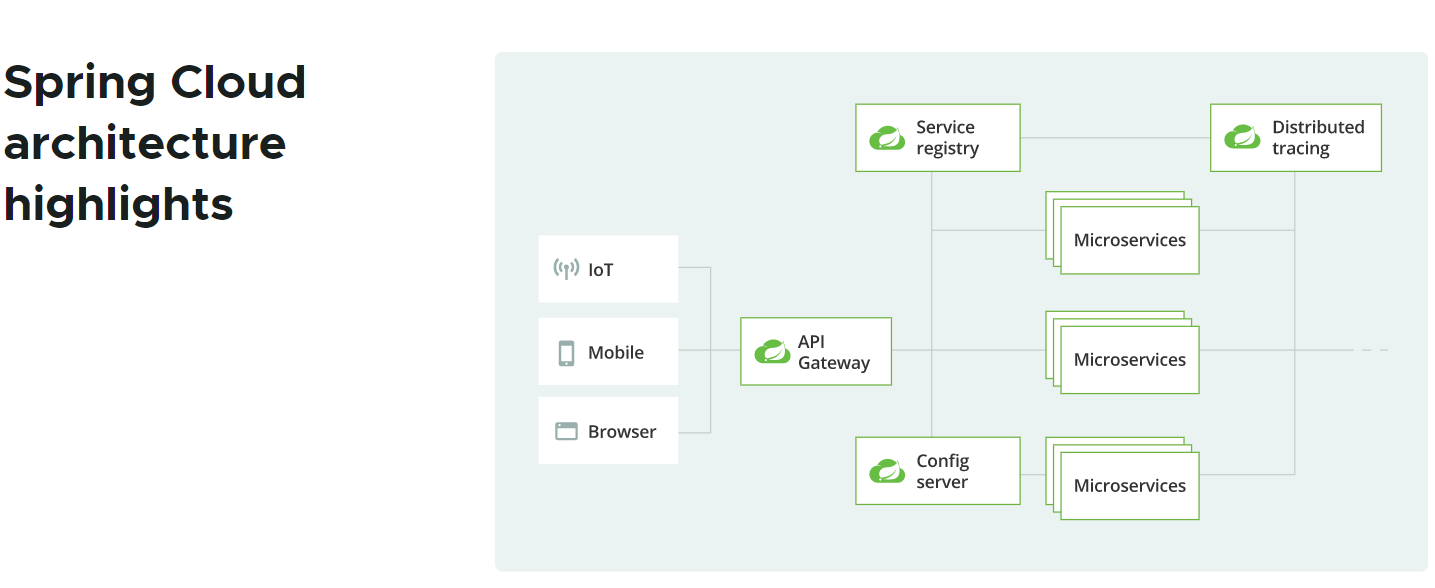 Spring Cloud
architecture
highlights
Service
registry
Distributed
tracing
Microservices
IoT
Mobile
API
Gateway
Microservices
Browser
Config
server
Microservices